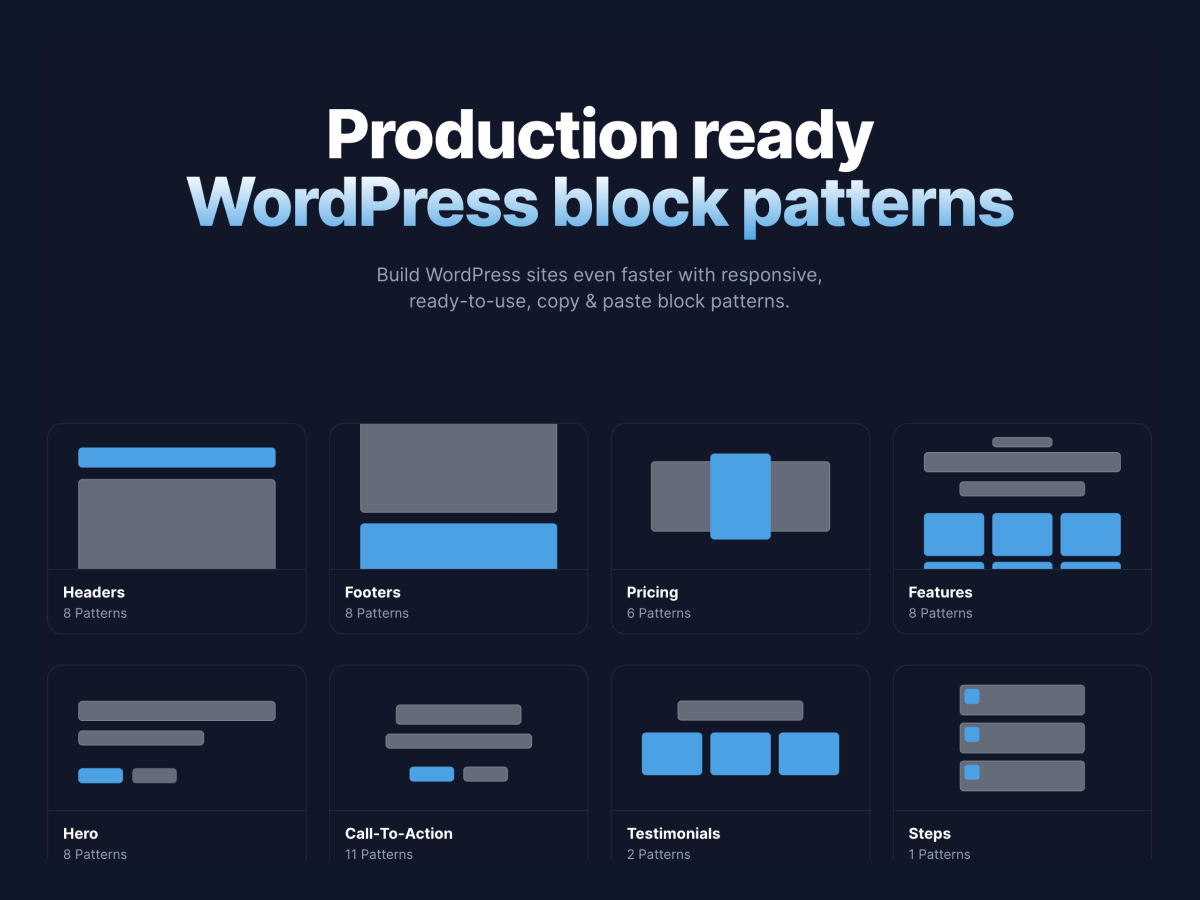 Production ready
WordPress block patterns
Build WordPress sites even faster with responsive,
ready-to-use, copy & paste block patterns.
Headers
8 Patterns
Footers
8 Patterns
Pricing
6 Patterns
Features
8 Patterns
Hero
8 Patterns
Call-To-Action
11 Patterns
Testimonials
2 Patterns
Steps
1 Patterns